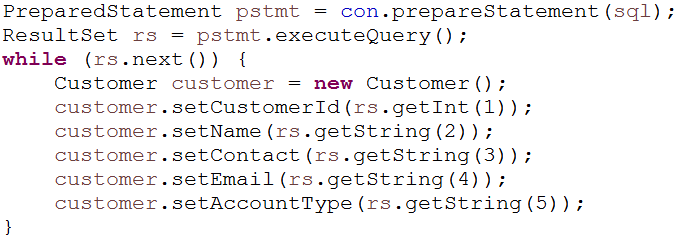 PreparedStatement pstmt = con.prepareStatement(sql);
ResultSet rs = pstmt.executeQuery();
while (rs.next()) {
    Customer customer = new Customer();
    customer.setCustomerId(rs.getInt(1));
    customer.setName(rs.getString(2));
    customer.setContact(rs.getString(3));
    customer.setEmail(rs.getString(4));
    customer.setAccountType(rs.getString(5));
}